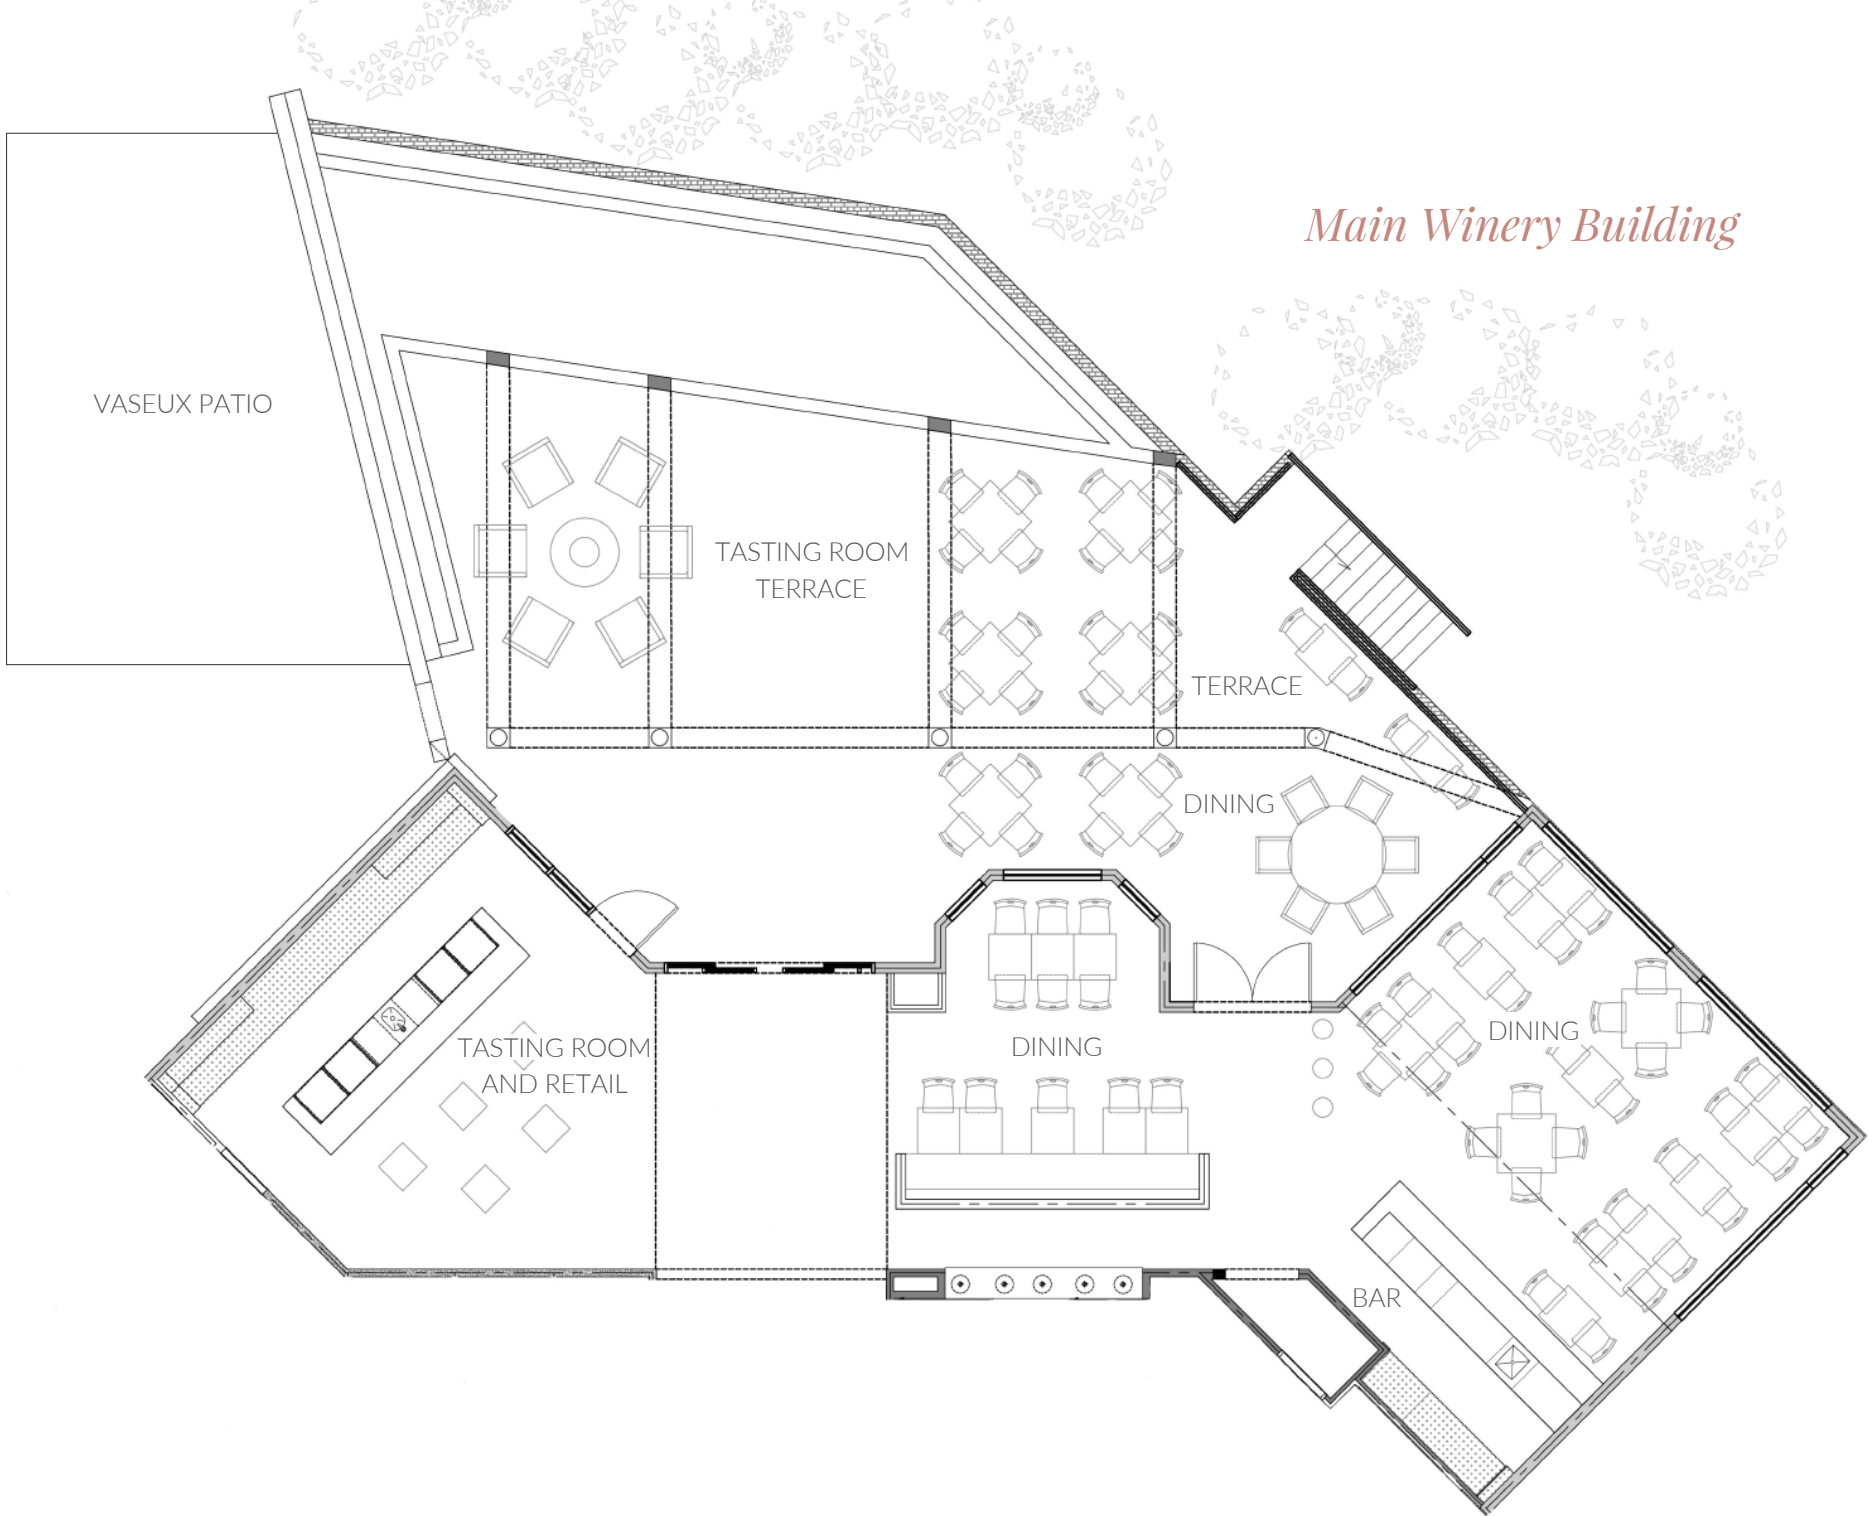 Main Winery Building
VASEUX PATIO
TASTING ROOM
TERRACE
TERRACE
DINING
TASTING ROOM
AND RETAIL
DINING
DINING
BAR